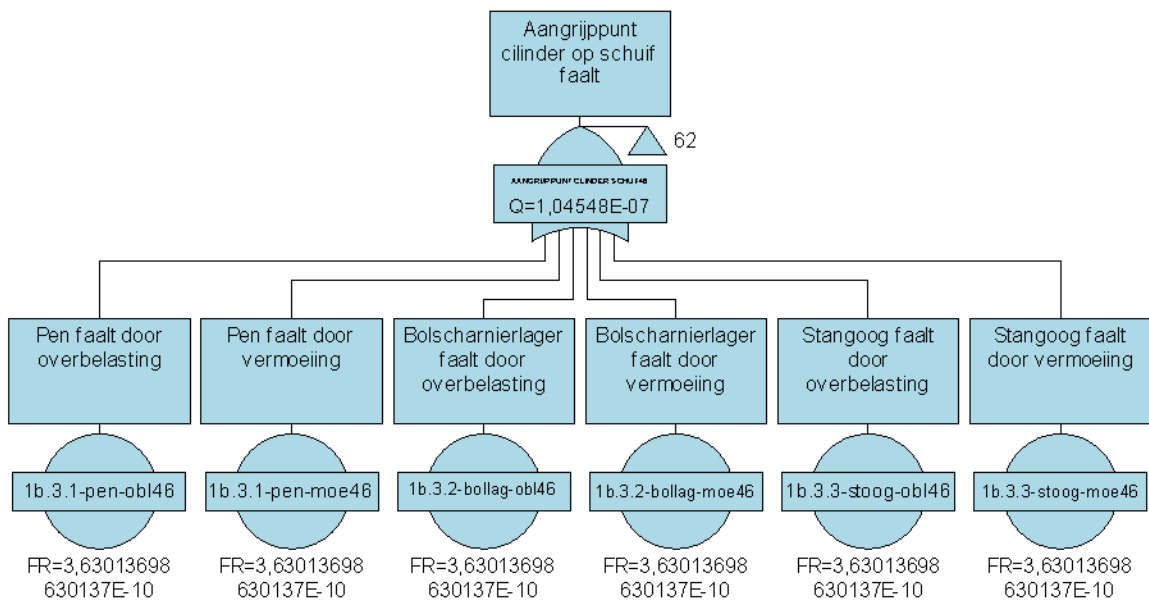 Aangrijppunt
cilinder op schuif
faalt
62
AANGRIJPPUNT CILINDER SCHUIF46
Q=1,04548E-07
Pen faalt door
overbelasting
Pen faalt door
vermoeiing
Bolscharnierlager
faalt door
overbelasting
Bolscharnierlager
faalt door
vermoeiing
Stangoog faalt
door
overbelasting
Stangoog faalt
door vermoeiing
1b.3.1-pen-obl46
1b.3.1-pen-moe46
1b.3.2-bollag-obl46
1b.3.2-bollag-moe46
1b.3.3-stoog-obl46
1b.3.3-stoog-moe46
FR=3,63013698
630137E-10
FR=3,63013698
630137E-10
FR=3,63013698
630137E-10
FR=3,63013698
630137E-10
FR=3,63013698
630137E-10
FR=3,63013698
630137E-10